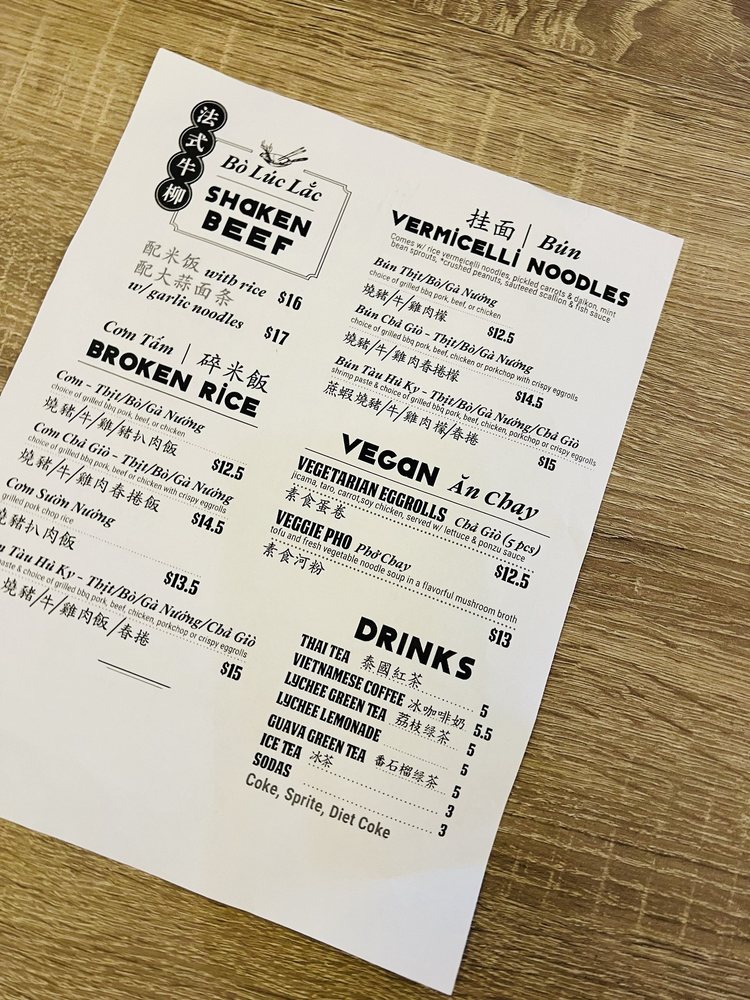 法式牛柳
Bò Lúc Lắc
SHAKEN
BEEF
配米饭 with rice $16
配大蒜面条
w/ garlic noodles $17
Cơm Tấm | 碎米飯
BROKEN RICE
Cơm - Thịt/Bò/Gà Nướng
choice of grilled bbq pork, beef, or chicken
燒豬/牛/雞/豬扒肉飯 $12.5
Cơm Chả Giò - Thịt/Bò/Gà Nướng
choice of grilled bbq pork, beef or chicken with crispy eggrolls
燒豬/牛/雞肉春捲飯 $14.5
Cơm Sườn Nướng
grilled pork chop rice
燒豬扒肉飯 $13.5
Tàu Hủ Ky - Thịt/Bò/Gà Nướng/Chả Giò
paste & choice of grilled bbq pork, beef, chicken, porkchop or crispy eggrolls
燒豬/牛/雞肉飯/春捲 $15
挂面 | Bún
VERMICELLI NOODLES
Comes w/ rice vermeicelli noodles, pickled carrots & daikon, mint
bean sprouts, *crushed peanuts, sauteeed scallion & fish sauce
Bún Thịt/Bò/Gà Nướng
choice of grilled bbq pork, beef, or chicken
燒豬/牛/雞肉檬 $12.5
Bún Chả Giò - Thịt/Bò/Gà Nướng
choice of grilled bbq pork, beef, chicken or porkchop with crispy eggrolls
燒豬/牛/雞肉春捲檬 $14.5
Bún Tàu Hủ Ky - Thịt/Bò/Gà Nướng/Chả Giò
shrimp paste & choice of grilled bbq pork, beef, chicken, porkchop or crispy eggrolls
蔗蝦燒豬/牛/雞肉檬/春捲 $15
VEGAN Ăn Chay
VEGETARIAN EGGROLLS Chả Giò (5 pcs)
jicama, taro, carrot,soy chicken, served w/ lettuce & ponzu sauce
素食蛋卷 $12.5
VEGGIE PHO Phở Chay
tofu and fresh vegetable noodle soup in a flavorful mushroom broth
素食河粉 $13
DRINKS
THAI TEA 泰國紅茶 5
VIETNAMESE COFFEE 冰咖啡奶 5.5
LYCHEE GREEN TEA 荔枝绿茶 5
LYCHEE LEMONADE 5
GUAVA GREEN TEA 番石榴绿茶 5
ICE TEA 冰茶 3
SODAS 3
Coke, Sprite, Diet Coke